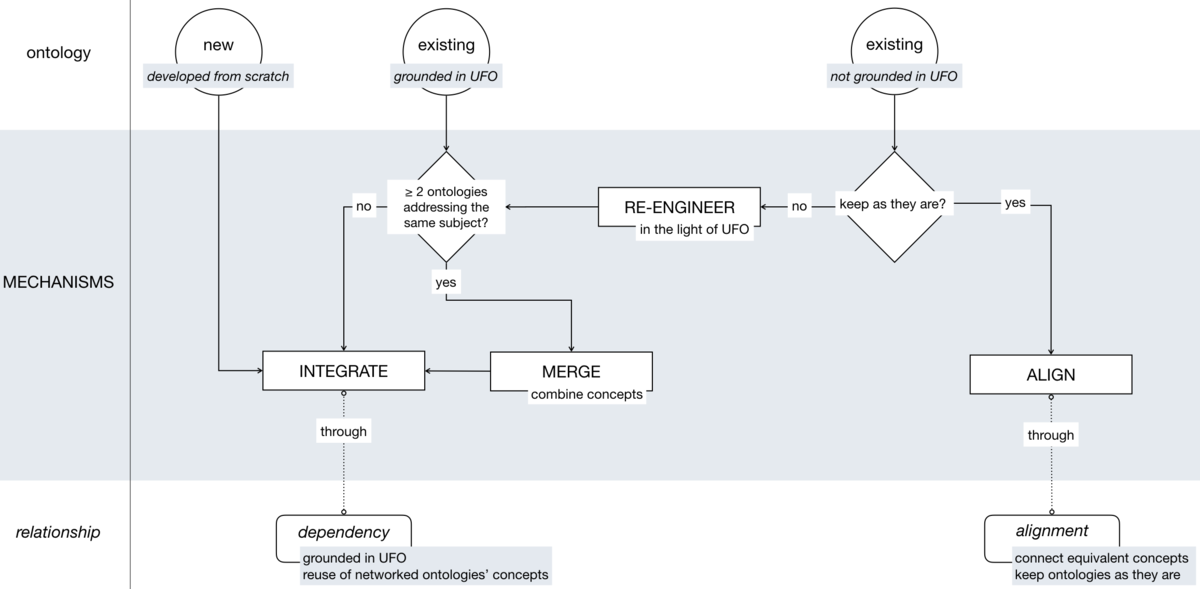 ontology
new
developed from scratch
existing
grounded in UFO
existing
not grounded in UFO
MECHANISMS
no
≥ 2 ontologies
addressing the
same subject?
RE-ENGINEER
in the light of UFO
no
keep as they are?
yes
yes
INTEGRATE
MERGE
combine concepts
ALIGN
through
through
relationship
dependency
grounded in UFO
reuse of networked ontologies’ concepts
alignment
connect equivalent concepts
keep ontologies as they are